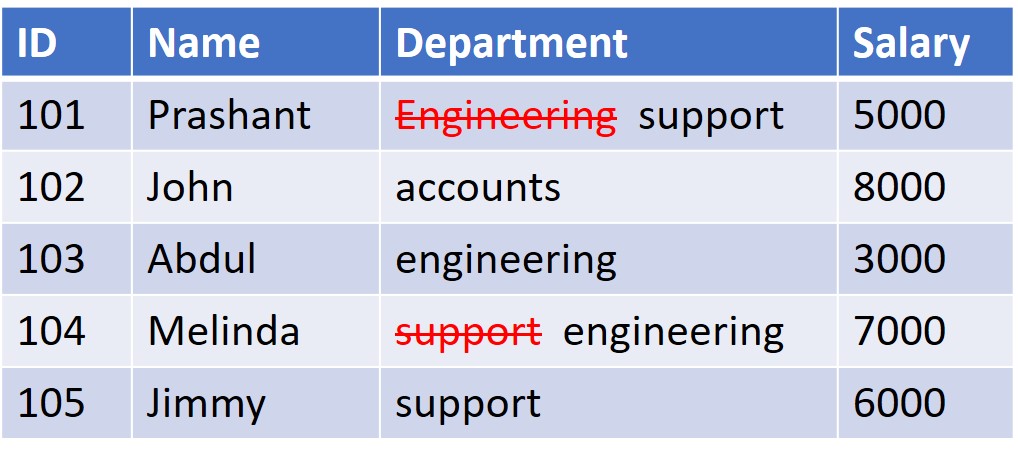 ID Name Department Salary
101 Prashant Engineering support 5000
102 John accounts 8000
103 Abdul engineering 3000
104 Melinda support engineering 7000
105 Jimmy support 6000